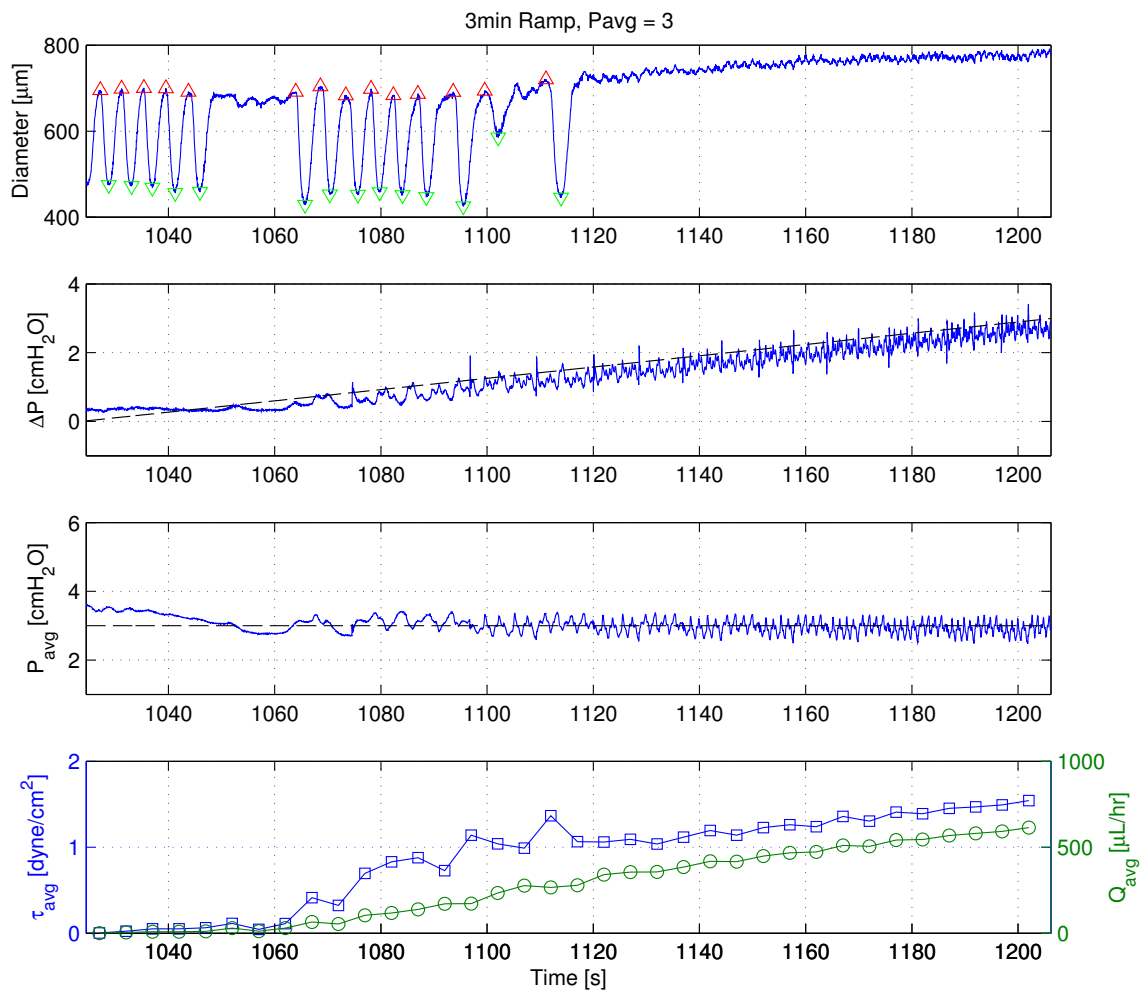 3min Ramp, Pavg = 3
Diameter [µm]
800
600
400
1040 1060 1080 1100 1120 1140 1160 1180 1200
ΔP [cmH2O]
4
2
0
1040 1060 1080 1100 1120 1140 1160 1180 1200
Pavg [cmH2O]
6
4
2
1040 1060 1080 1100 1120 1140 1160 1180 1200
τavg [dyne/cm²]
2
1
0
1000
500
0
Qavg [µL/hr]
1040 1060 1080 1100 1120 1140 1160 1180 1200
Time [s]